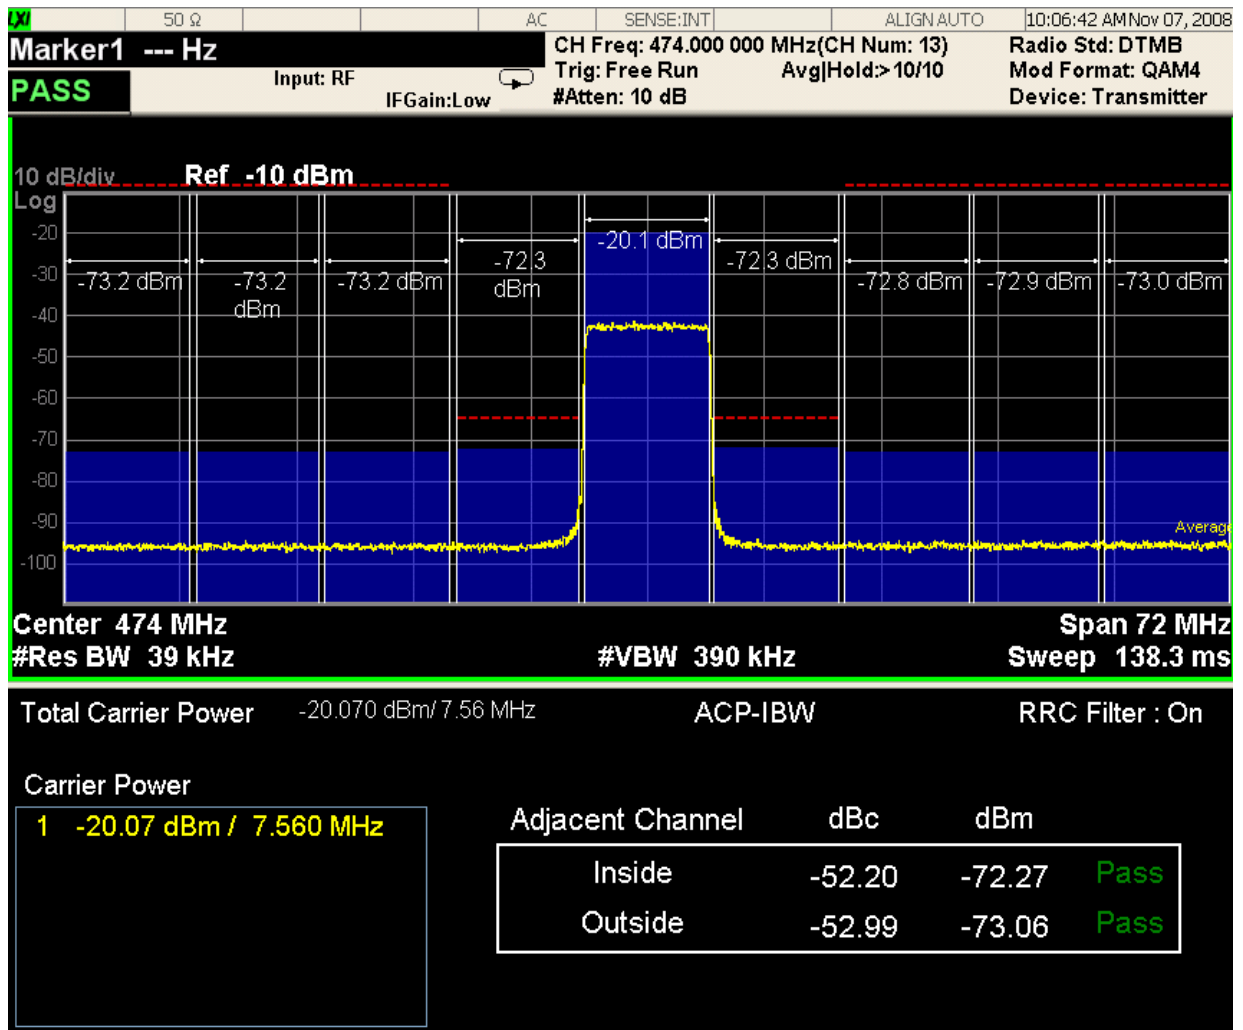 LXI 50 Ω AC SENSE:INT ALIGN AUTO 10:06:42 AM Nov 07, 2008
Marker1 --- Hz
CH Freq: 474.000 000 MHz(CH Num: 13) Radio Std: DTMB
Input: RF Trig: Free Run Avg|Hold:> 10/10 Mod Format: QAM4
PASS IFGain:Low #Atten: 10 dB Device: Transmitter
10 dB/div Ref -10 dBm
Log
-20
-30
-40
-50
-60
-70
-80
-90
-100
-73.2 dBm
-73.2
dBm
-73.2 dBm
-72.3
dBm
-20.1 dBm
-72.3 dBm
-72.8 dBm
-72.9 dBm
-73.0 dBm
Average
Center 474 MHz Span 72 MHz
#Res BW 39 kHz #VBW 390 kHz Sweep 138.3 ms
Total Carrier Power -20.070 dBm/ 7.56 MHz ACP-IBW RRC Filter : On
Carrier Power
1 -20.07 dBm / 7.560 MHz
Adjacent Channel dBc dBm
Inside -52.20 -72.27 Pass
Outside -52.99 -73.06 Pass